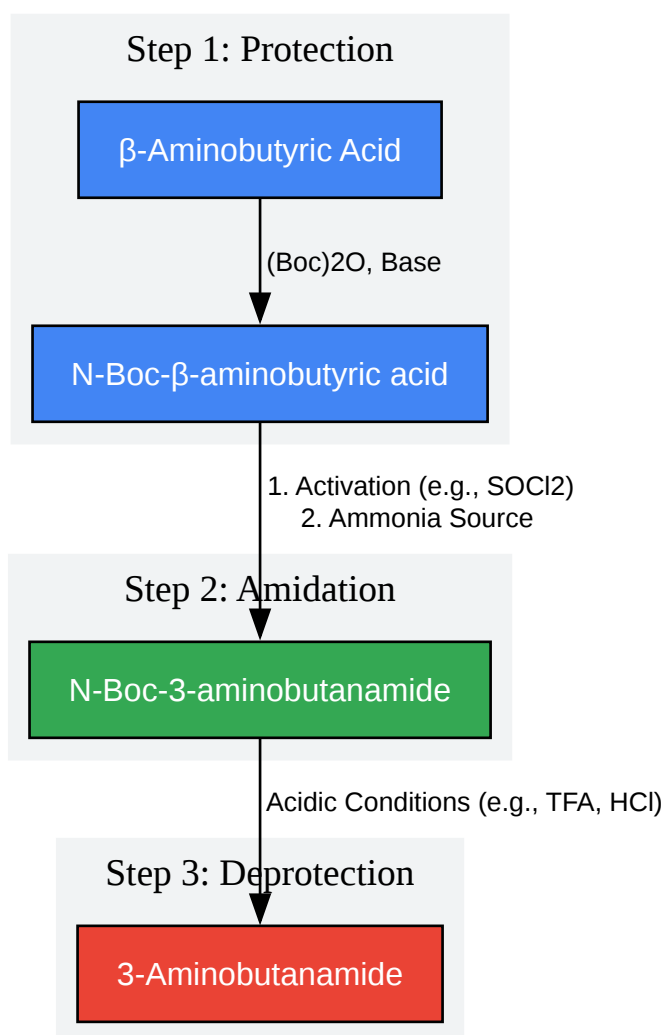 Step 1: Protection
β-Aminobutyric Acid
(Boc)2O, Base
N-Boc-β-aminobutyric acid
1. Activation (e.g., SOCl2)
2. Ammonia Source
Step 2: Amidation
N-Boc-3-aminobutanamide
Acidic Conditions (e.g., TFA, HCl)
Step 3: Deprotection
3-Aminobutanamide